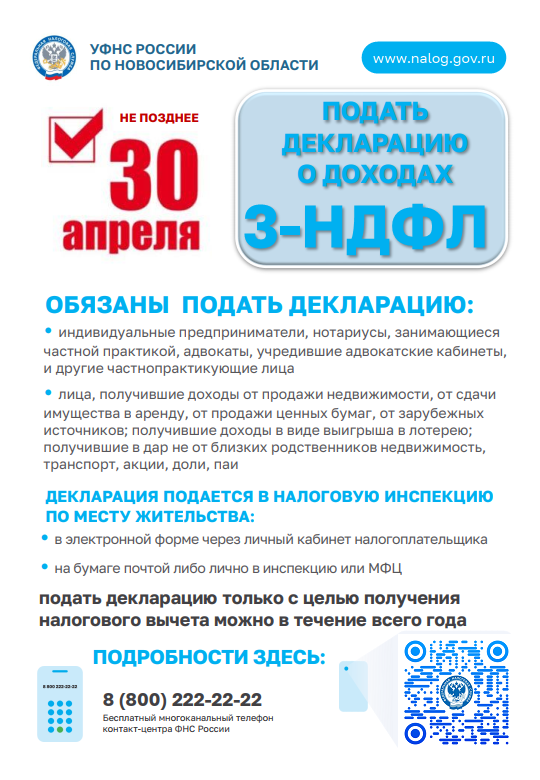 УФНС РОССИИ
ПО НОВОСИБИРСКОЙ ОБЛАСТИ
www.nalog.gov.ru
НЕ ПОЗДНЕЕ
30
апреля
ПОДАТЬ
ДЕКЛАРАЦИЮ
О ДОХОДАХ
3-НДФЛ
ОБЯЗАНЫ ПОДАТЬ ДЕКЛАРАЦИЮ:
• индивидуальные предприниматели, нотариусы, занимающиеся
частной практикой, адвокаты, учредившие адвокатские кабинеты,
и другие частнопрактикующие лица
• лица, получившие доходы от продажи недвижимости, от сдачи
имущества в аренду, от продажи ценных бумаг, от зарубежных
источников; получившие доходы в виде выигрыша в лотерею;
получившие в дар не от близких родственников недвижимость,
транспорт, акции, доли, паи
ДЕКЛАРАЦИЯ ПОДАЕТСЯ В НАЛОГОВУЮ ИНСПЕКЦИЮ
ПО МЕСТУ ЖИТЕЛЬСТВА:
• в электронной форме через личный кабинет налогоплательщика
• на бумаге почтой либо лично в инспекцию или МФЦ
подать декларацию только с целью получения
налогового вычета можно в течение всего года
ПОДРОБНОСТИ ЗДЕСЬ:
8 800 222-22-22
8 (800) 222-22-22
Бесплатный многоканальный телефон
контакт-центра ФНС России